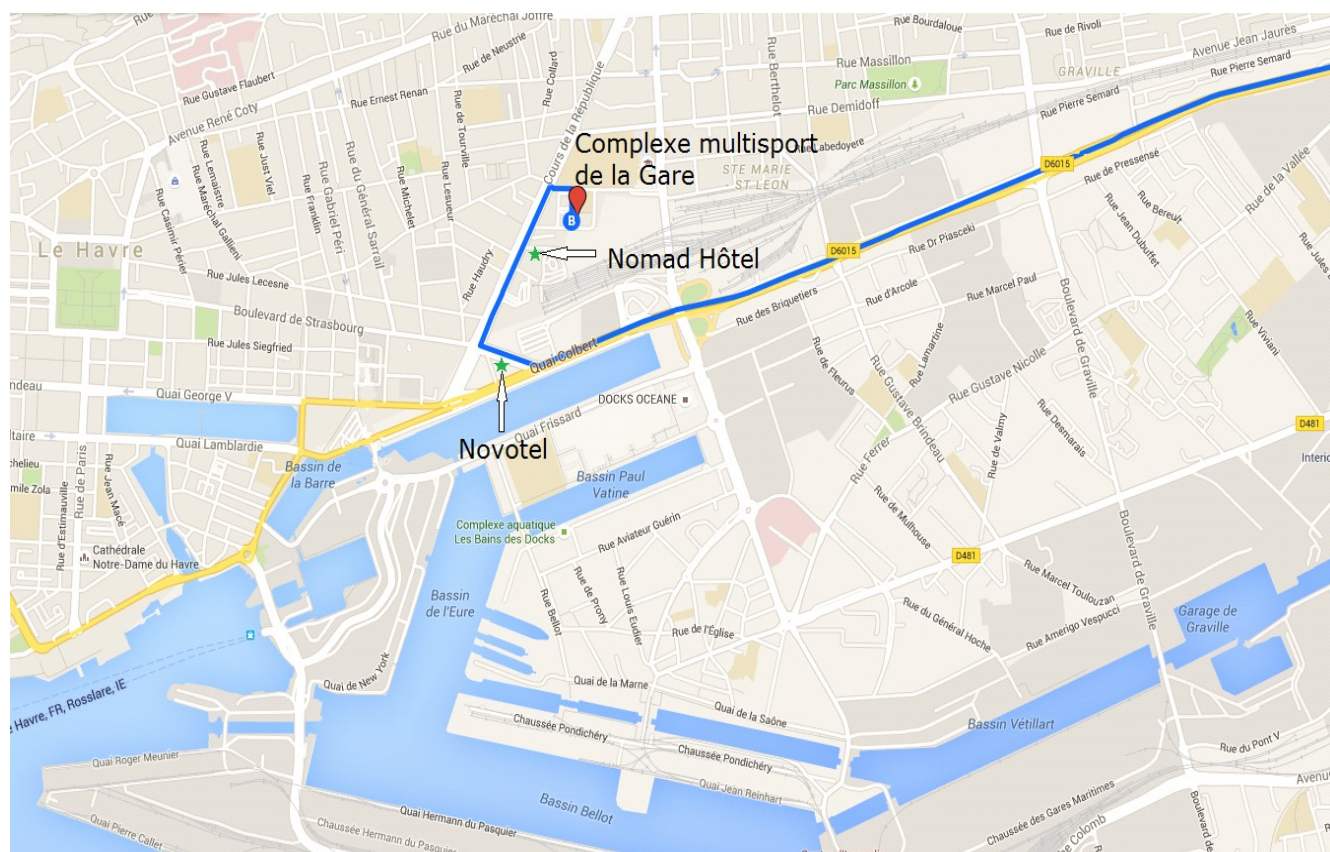 Rue du Maréchal Joffre
Rue Bourdaloue
Rue de Rivoli
Avenue Jean Jaurès
Rue de Neustrie
Rue Collard
Cours de la République
Rue Massillon
GRAVILLE
Rue Pierre Semard
Rue Gustave Flaubert
Rue Berthelot
Parc Massillon
Rue Ernest Renan
Rue Demidoff
Rue Pierre Semard
Avenue René Coty
Rue de Tourville
Complexe multisport
de la Gare
Rue Labedoyere
D6015
Rue Lemaistre
Rue Just Viel
Rue Michelet
Rue Lesueur
STE MARIE
- ST LEON
Rue de Pressensé
Rue de la Vallée
Rue Maréchal Gallieni
Rue Franklin
Rue Gabriel Péri
Rue du Général Sarrail
B
Rue Bereult
Rue Jean Dubuffet
Le Havre
Rue Casimir Périer
Rue Haudry
Nomad Hôtel
D6015
Rue Dr Piascecki
Rue Jules Lecesne
Rue d'Arcole
Rue Marcel Paul
Boulevard de Strasbourg
Rue des Briquetiers
Boulevard de Graville
Rue Viviani
Rue Jules Siegfried
Quai Colbert
Rue Lamartine
Rue de Fleurus
Rue Gustave Nicolle
Quai George V
DOCKS OCEANE
Rue Gustave Brindeau
Quai Frissard
Rue Desmarais
Quai Lamblardie
D481
Novotel
Rue Ferrer
Rue de Valmy
Rue de Paris
Rue Jean Macé
Bassin de
la Barre
Bassin Paul
Vatine
Rue d'Estimauville
Rue de Mulhouse
Complexe aquatique
Les Bains des Docks
Rue Aviateur Guérin
Boulevard de Graville
Cathédrale
Notre-Dame du Havre
D481
Rue Marcel Toulouzan
Bassin
de l'Eure
Rue Bellot
Rue de Prony
Rue Louis Eudier
Rue du Général Hoche
Rue Amerigo Vespucci
Garage de
Graville
Rue de l'Église
Quai de New York
Quai de la Marne
Havre, FR, Rosslare, IE
Quai de la Saône
Chaussée Pondichéry
Bassin Vétillart
Quai Roger Meunier
Chaussée Pondichéry
Rue du Pont V
Quai Jean Reinhart
Quai Hermann du Pasquier
Bassin Bellot
Chaussée des Gares Maritimes
Quai Pierre Callet
Chaussée Hermann du Pasquier